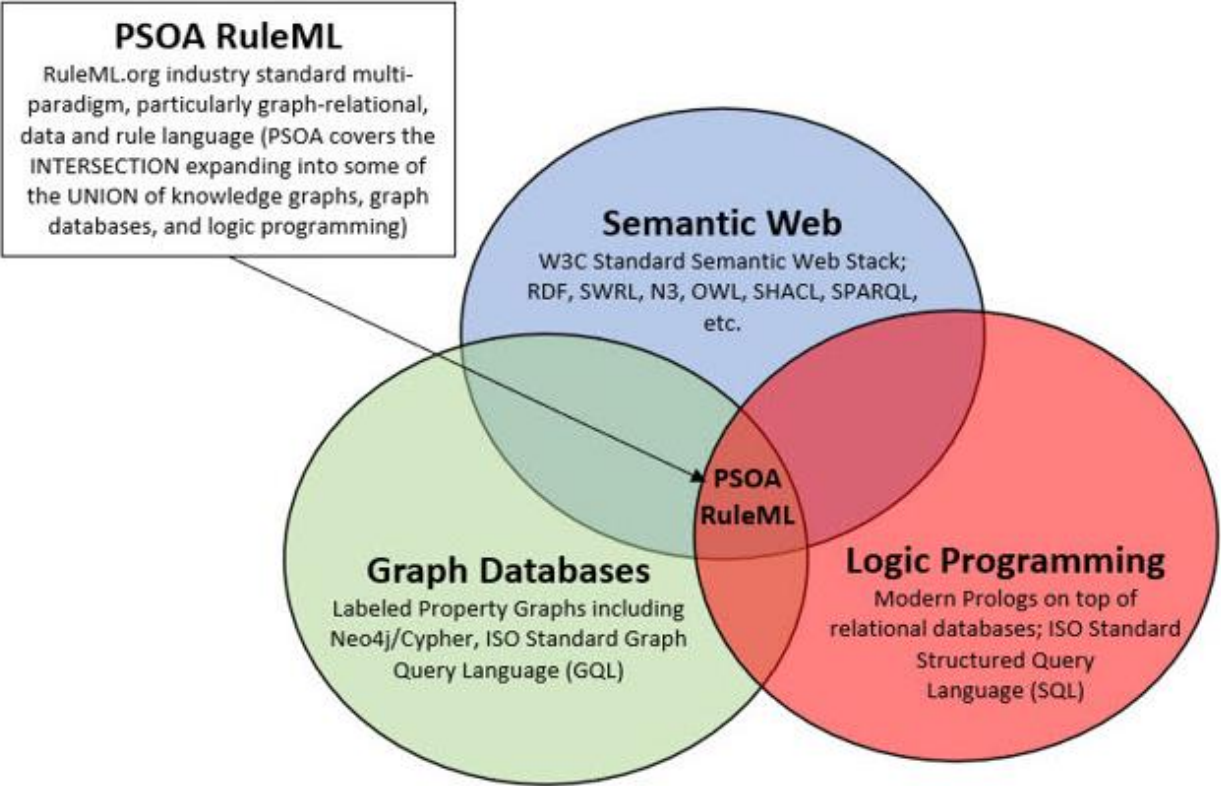 PSOA RuleML
RuleML.org industry standard multi-
paradigm, particularly graph-relational,
data and rule language (PSOA covers the
INTERSECTION expanding into some of
the UNION of knowledge graphs, graph
databases, and logic programming)
Semantic Web
W3C Standard Semantic Web Stack;
RDF, SWRL, N3, OWL, SHACL, SPARQL,
etc.
PSOA
RuleML
Graph Databases
Labeled Property Graphs including
Neo4j/Cypher, ISO Standard Graph
Query Language (GQL)
Logic Programming
Modern Prologs on top of
relational databases; ISO Standard
Structured Query
Language (SQL)